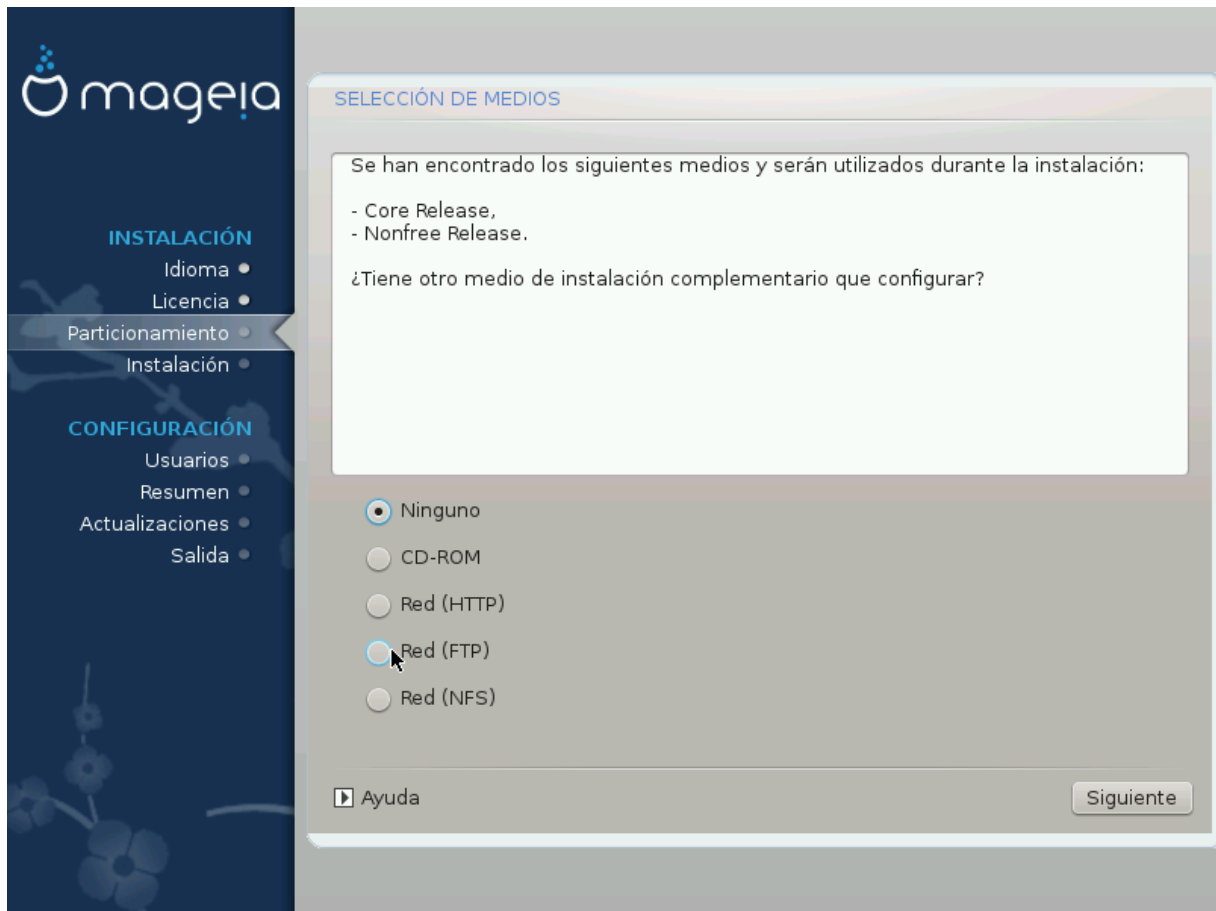 mageia
INSTALACIÓN
Idioma
Licencia
Particionamiento
Instalación
CONFIGURACIÓN
Usuarios
Resumen
Actualizaciones
Salida
SELECCIÓN DE MEDIOS
Se han encontrado los siguientes medios y serán utilizados durante la instalación:
- Core Release,
- Nonfree Release.
¿Tiene otro medio de instalación complementario que configurar?
Ninguno
CD-ROM
Red (HTTP)
Red (FTP)
Red (NFS)
Ayuda
Siguiente